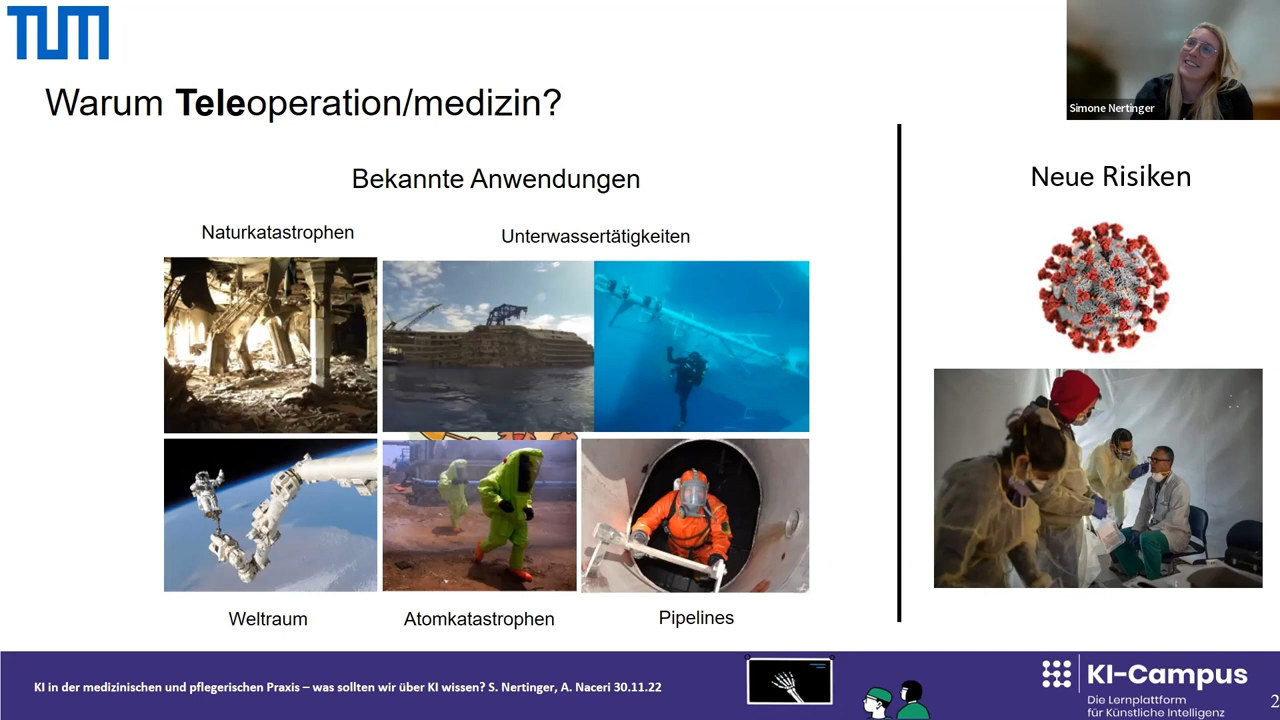 TUM
Simone Nertinger
Warum Teleoperation/medizin?
Bekannte Anwendungen
Neue Risiken
Naturkatastrophen
Unterwassertätigkeiten
Weltraum
Atomkatastrophen
Pipelines
KI in der medizinischen und pflegerischen Praxis – was sollten wir über KI wissen? S. Nertinger, A. Naceri 30.11.22
KI-Campus
Die Lernplattform
für Künstliche Intelligenz
2